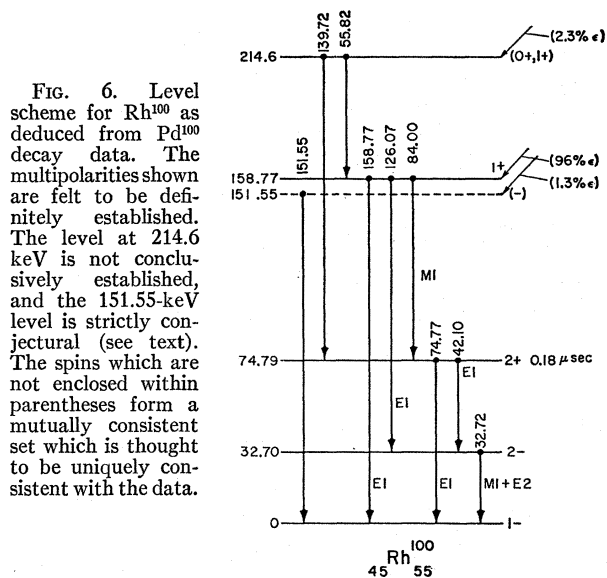 FIG. 6. Level
scheme for Rh¹⁰⁰ as
deduced from Pd¹⁰⁰
decay data. The
multipolarities shown
are felt to be defi-
nitely established.
The level at 214.6
keV is not conclu-
sively established,
and the 151.55-keV
level is strictly con-
jectural (see text).
The spins which are
not enclosed within
parentheses form a
mutually consistent
set which is thought
to be uniquely con-
sistent with the data.
139.72
55.82
(2.3% ϵ)
214.6
(0+,1+)
151.55
158.77
126.07
84.00
(96% ϵ)
158.77
1+
(1.3% ϵ)
151.55
(-)
M1
74.77
42.10
74.79
2+ 0.18 μsec
E1
E1
32.72
32.70
2-
E1
E1
M1+E2
0
1-
₄₅Rh¹⁰⁰₅₅